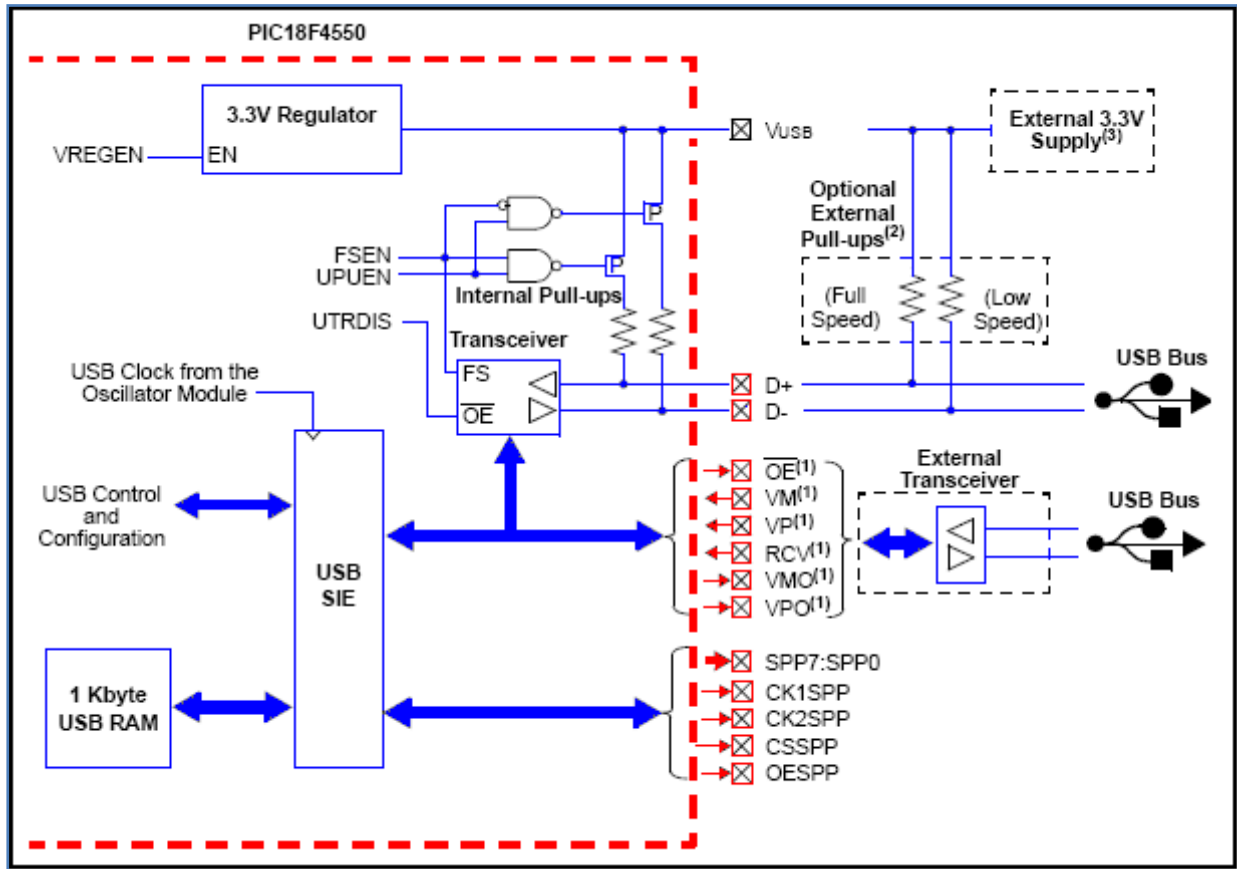 PIC18F4550
3.3V Regulator
EN
VREGEN
VUSB
External 3.3V
Supply(3)
Optional
External
Pull-ups(2)
FSEN
UPUEN
P
P
Internal Pull-ups
(Full
Speed)
(Low
Speed)
UTRDIS
Transceiver
FS
OE
USB Clock from the
Oscillator Module
D+
D-
USB Bus
USB Control
and
Configuration
USB
SIE
OE(1)
VM(1)
VP(1)
RCV(1)
VMO(1)
VPO(1)
External
Transceiver
USB Bus
1 Kbyte
USB RAM
SPP7:SPP0
CK1SPP
CK2SPP
CSSPP
OESPP